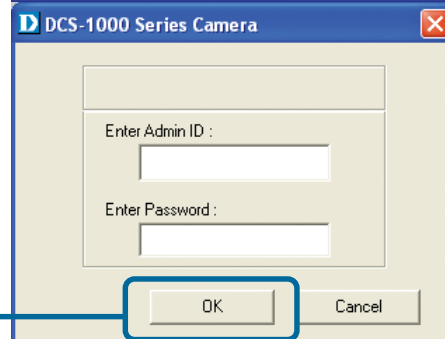 D DCS-1000 Series Camera
Enter Admin ID :
Enter Password :
OK
Cancel